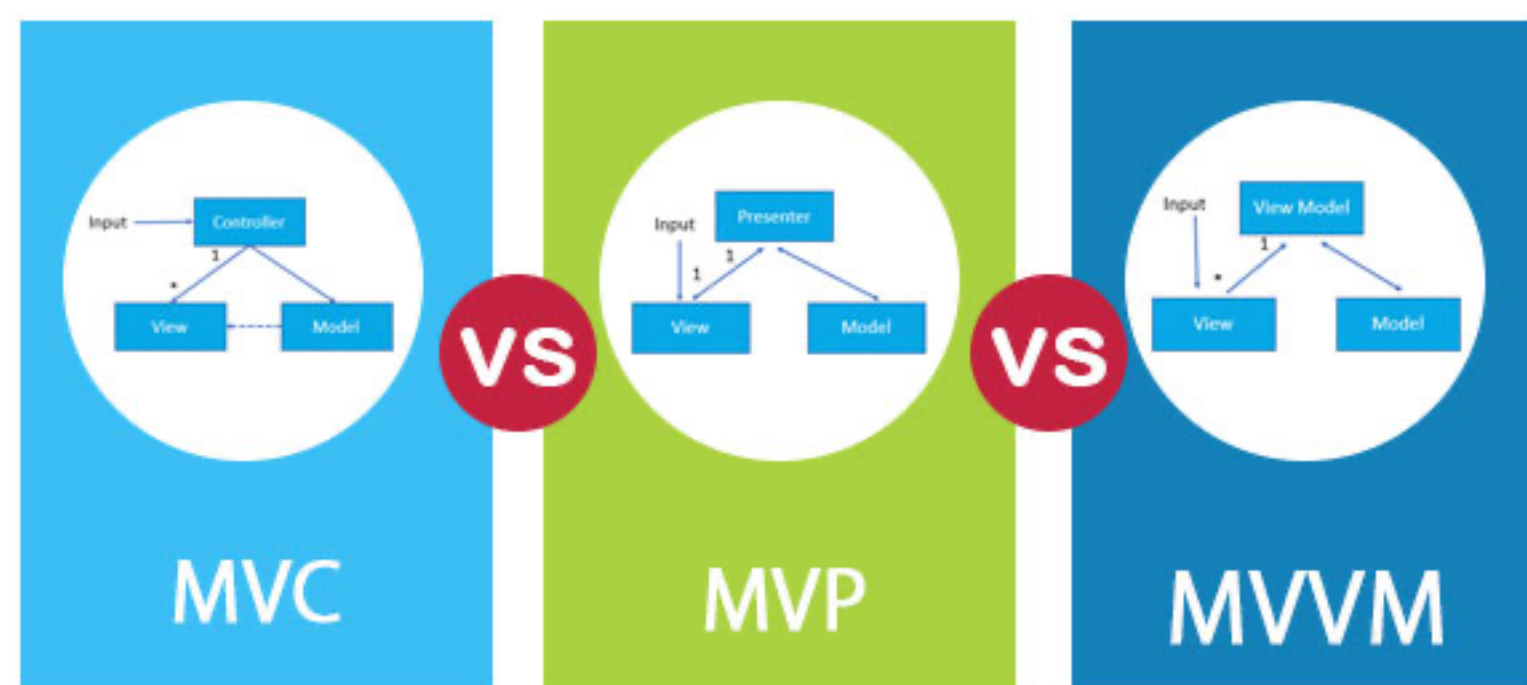 Input
Controller
1
*
View
Model
MVC
VS
Input
Presenter
1
1
View
Model
MVP
VS
Input
View Model
1
*
View
Model
MVVM